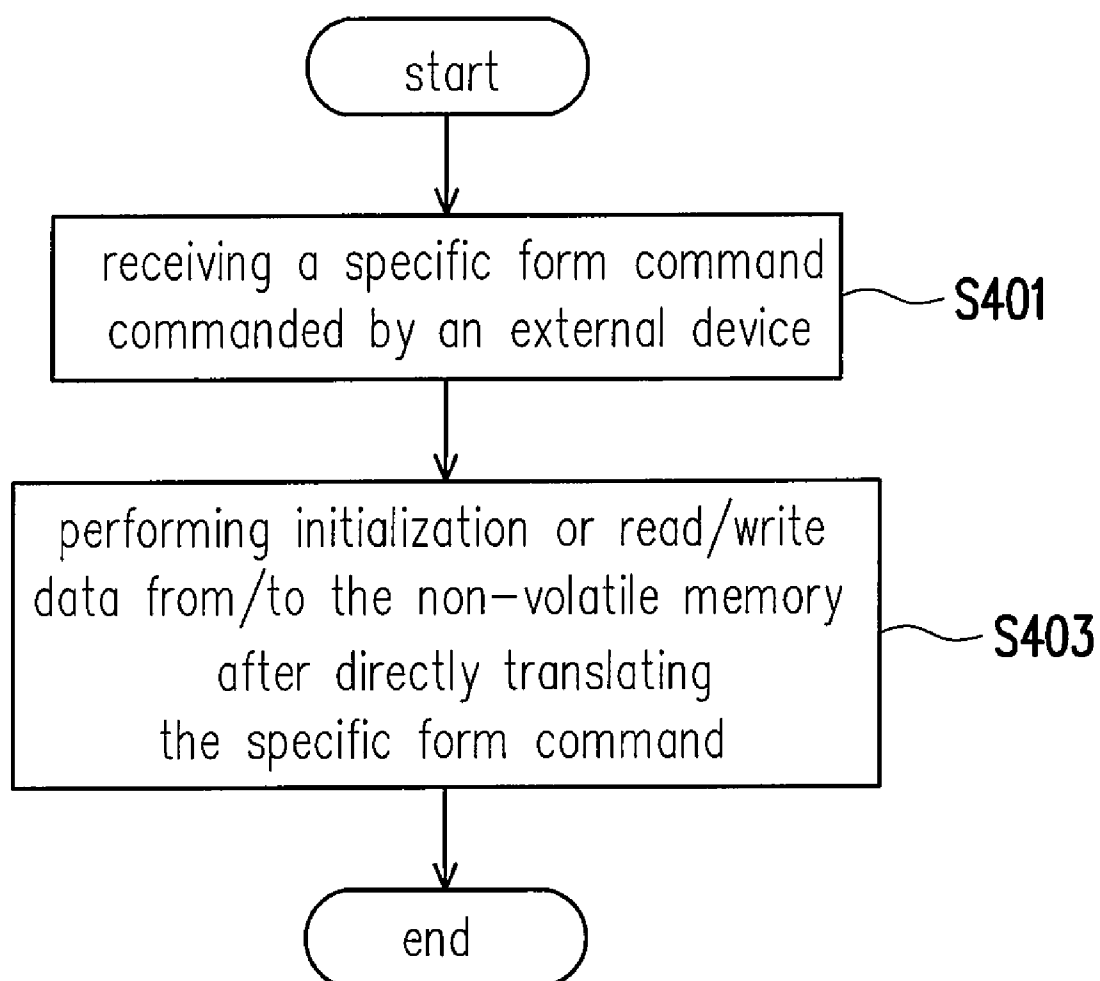 start
receiving a specific form command
commanded by an external device
S401
performing initialization or read/write
data from/to the non-volatile memory
after directly translating
the specific form command
S403
end